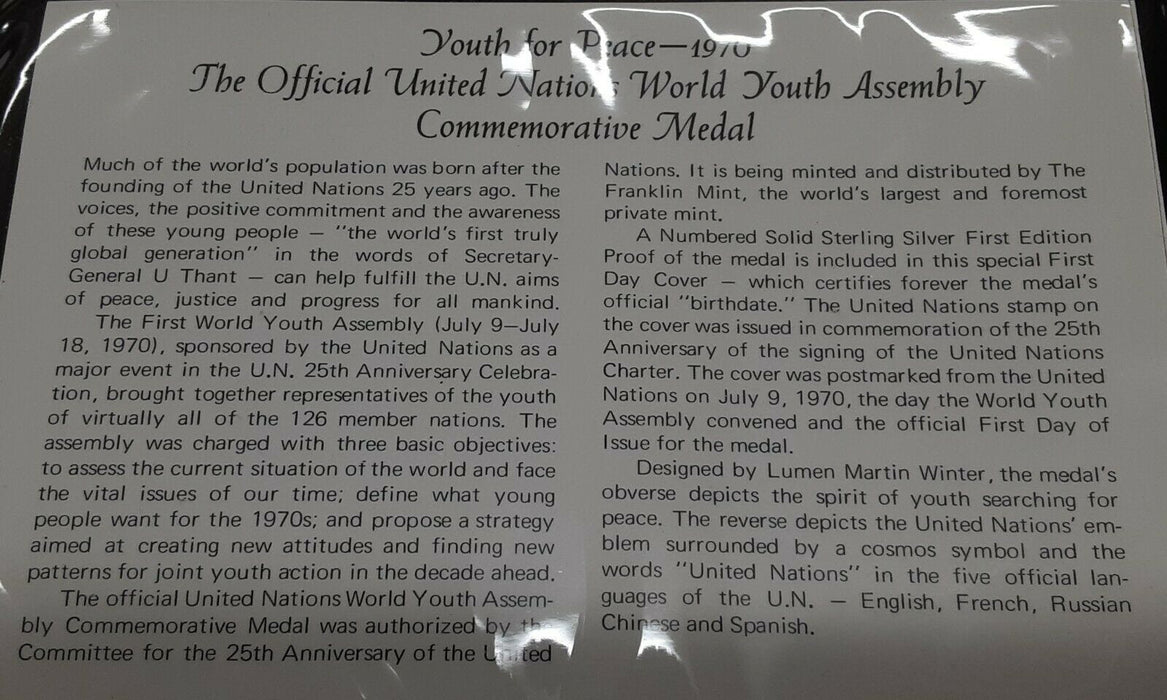 Youth for Peace—1970
The Official United Nations World Youth Assembly
Commemorative Medal
Much of the world's population was born after the
founding of the United Nations 25 years ago. The
voices, the positive commitment and the awareness
of these young people — "the world's first truly
global generation" in the words of Secretary-
General U Thant — can help fulfill the U.N. aims
of peace, justice and progress for all mankind.
The First World Youth Assembly (July 9—July
18, 1970), sponsored by the United Nations as a
major event in the U.N. 25th Anniversary Celebra-
tion, brought together representatives of the youth
of virtually all of the 126 member nations. The
assembly was charged with three basic objectives:
to assess the current situation of the world and face
the vital issues of our time; define what young
people want for the 1970s; and propose a strategy
aimed at creating new attitudes and finding new
patterns for joint youth action in the decade ahead.
The official United Nations World Youth Assem-
bly Commemorative Medal was authorized by the
Committee for the 25th Anniversary of the United
Nations. It is being minted and distributed by The
Franklin Mint, the world's largest and foremost
private mint.
A Numbered Solid Sterling Silver First Edition
Proof of the medal is included in this special First
Day Cover — which certifies forever the medal's
official "birthdate." The United Nations stamp on
the cover was issued in commemoration of the 25th
Anniversary of the signing of the United Nations
Charter. The cover was postmarked from the United
Nations on July 9, 1970, the day the World Youth
Assembly convened and the official First Day of
Issue for the medal.
Designed by Lumen Martin Winter, the medal's
obverse depicts the spirit of youth searching for
peace. The reverse depicts the United Nations' em-
blem surrounded by a cosmos symbol and the
words "United Nations" in the five official lan-
guages of the U.N. — English, French, Russian
Chinese and Spanish.